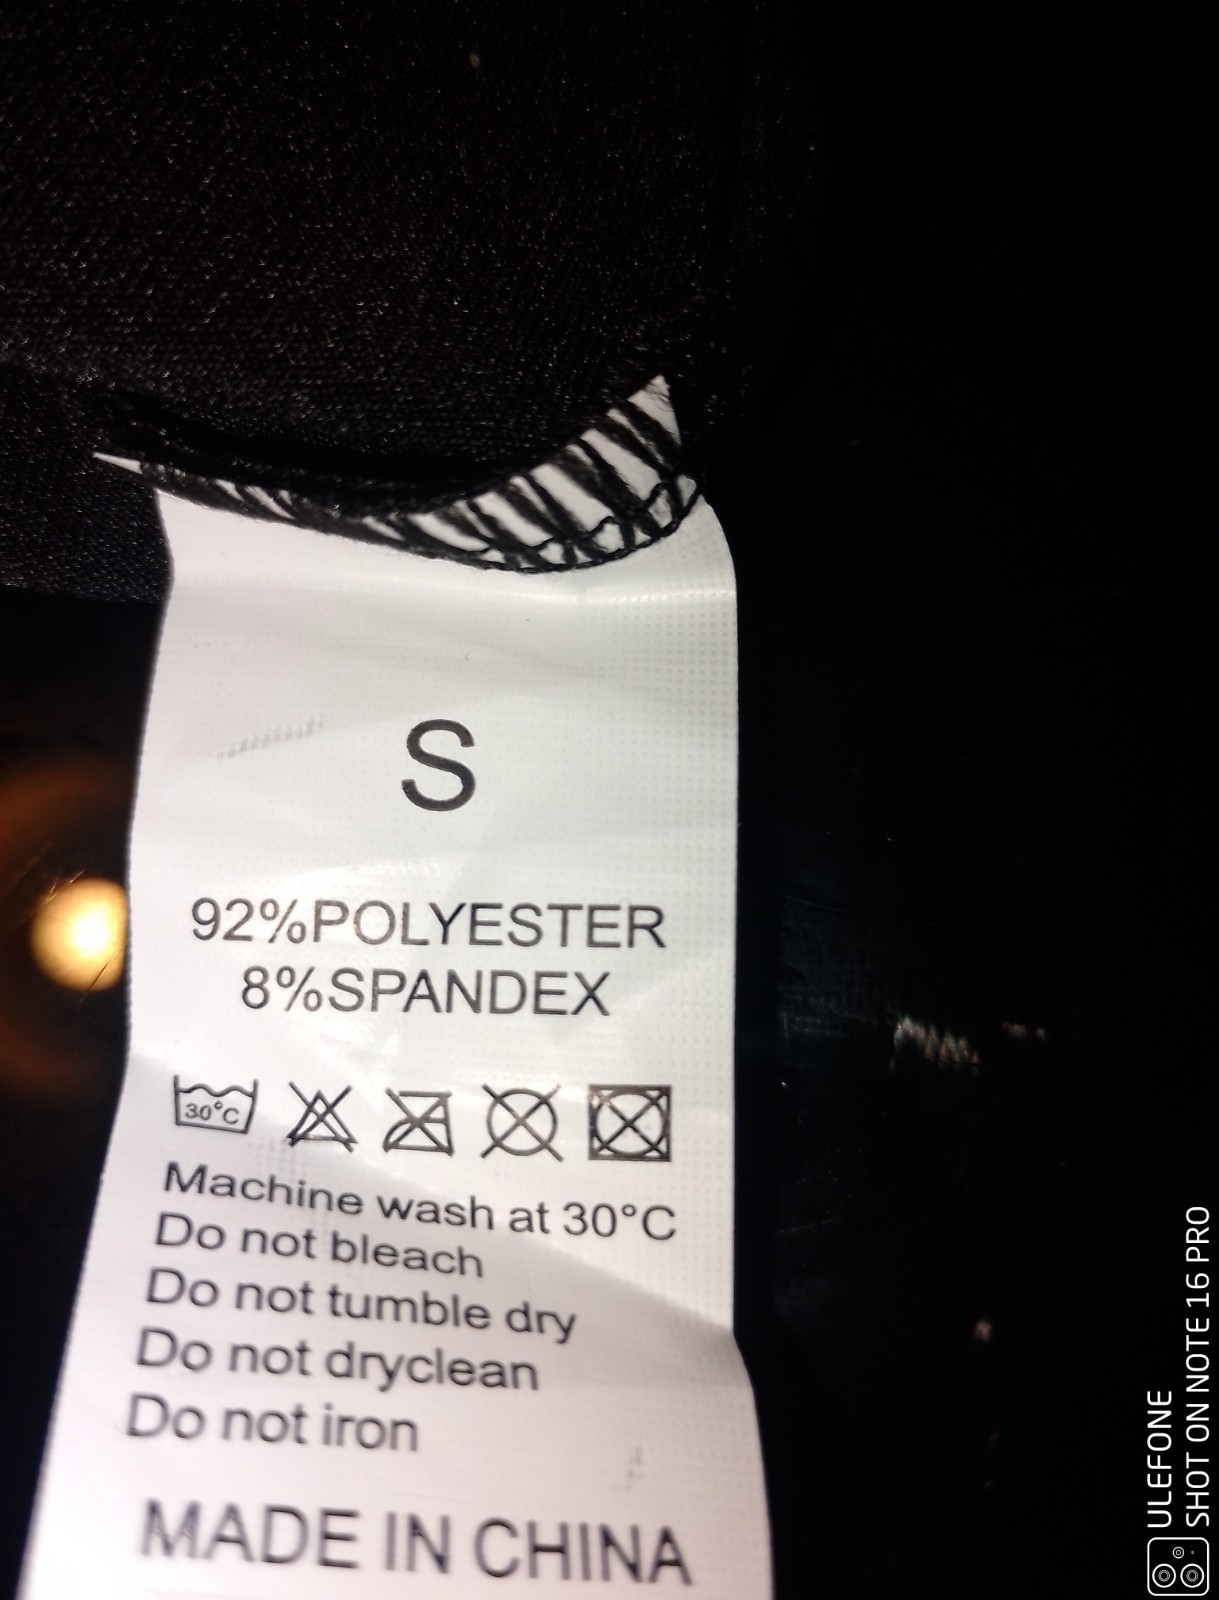 S
92%POLYESTER
8%SPANDEX
30°C
Machine wash at 30°C
Do not bleach
Do not tumble dry
Do not dryclean
Do not iron
MADE IN CHINA
ULEFONE
SHOT ON NOTE 16 PRO